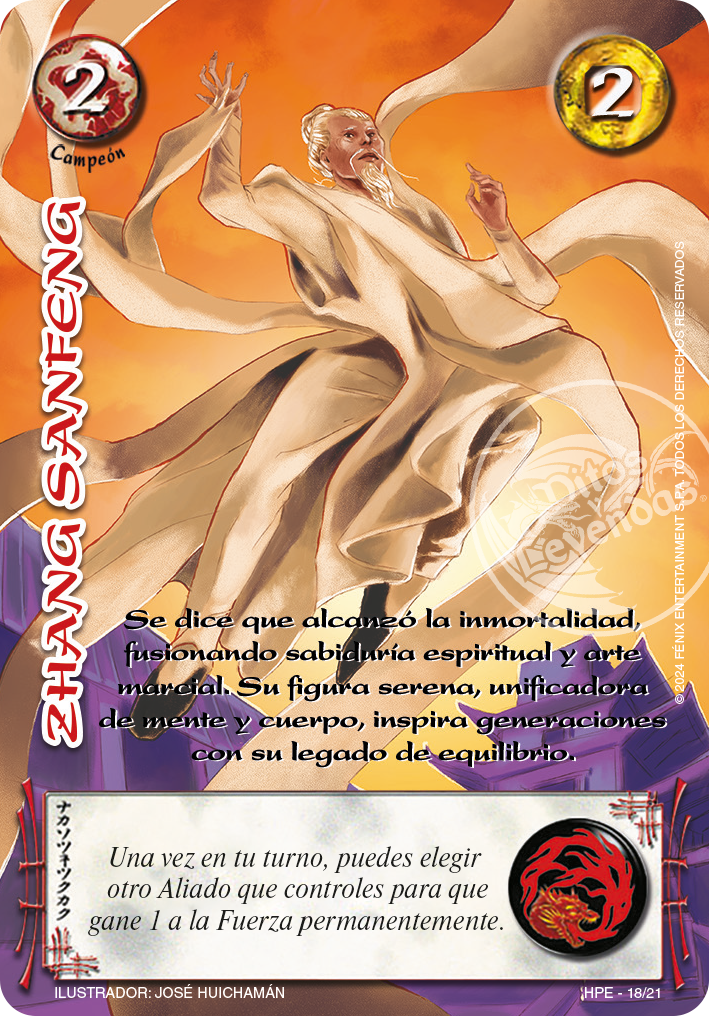 2
Campeón
2
ZHANG SANFENG
Se dice que alcanzó la inmortalidad,
fusionando sabiduría espiritual y arte
marcial. Su figura serena, unificadora
de mente y cuerpo, inspira generaciones
con su legado de equilibrio.
Mitos
y
Leyendas
© 2024 FÉNIX ENTERTAINMENT S.P.A. TODOS LOS DERECHOS RESERVADOS
ナカソツォツクカク
Una vez en tu turno, puedes elegir
otro Aliado que controles para que
gane 1 a la Fuerza permanentemente.
ILUSTRADOR: JOSÉ HUICHAMÁN
HPE - 18/21